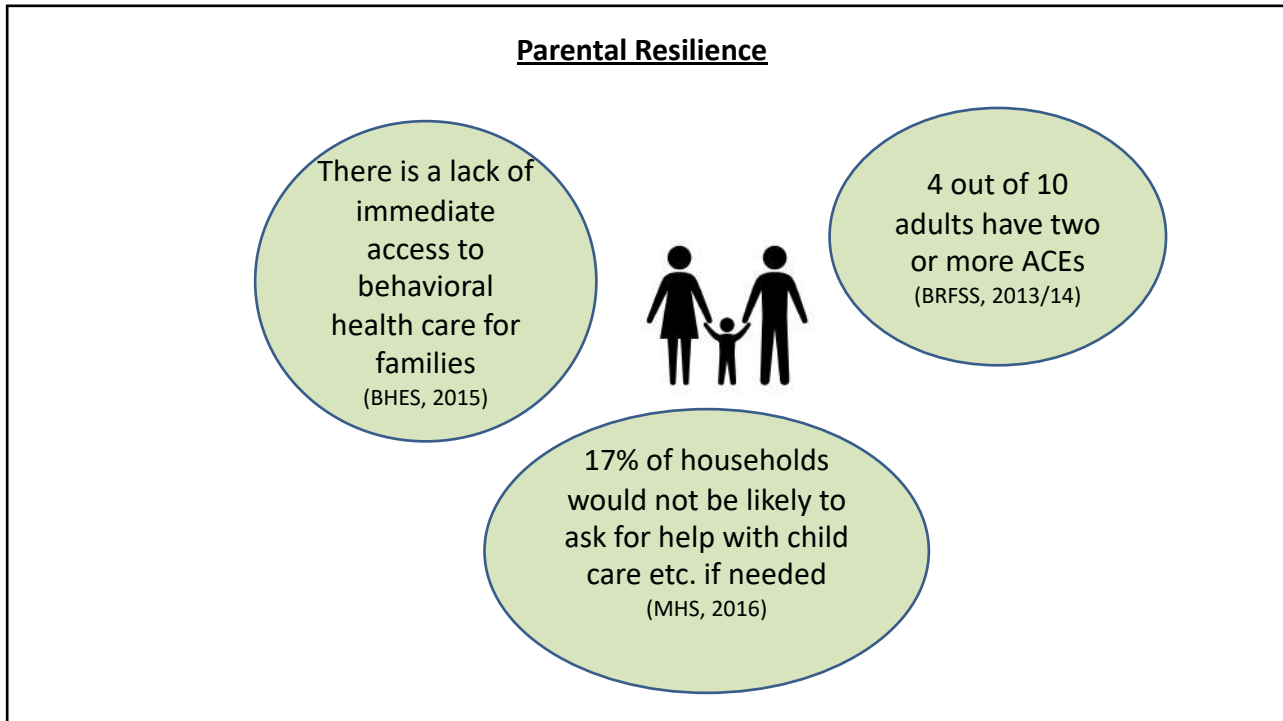 Parental Resilience
There is a lack of
immediate
access to
behavioral
health care for
families
(BHES, 2015)
4 out of 10
adults have two
or more ACEs
(BRFSS, 2013/14)
17% of households
would not be likely to
ask for help with child
care etc. if needed
(MHS, 2016)